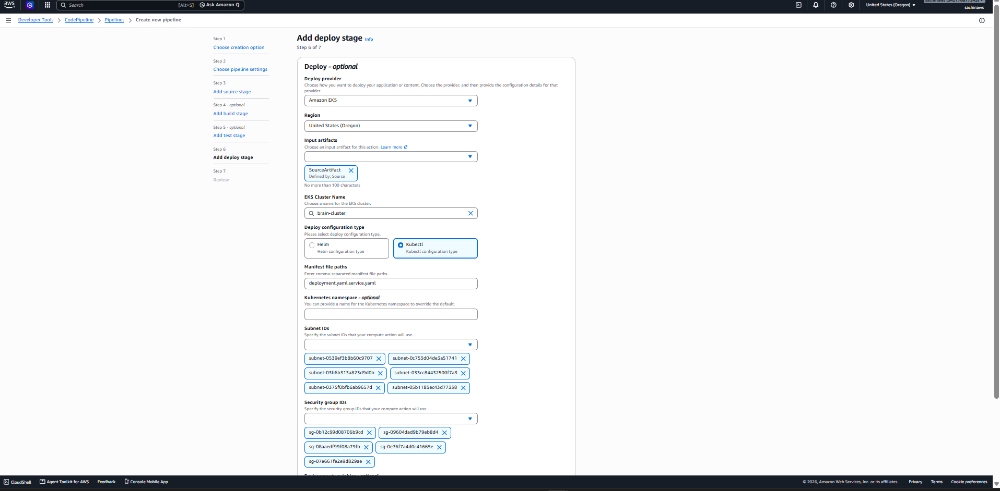 aws
Search [Alt+S] Ask Amazon Q
United States (Oregon)
sachinaws
Developer Tools > CodePipeline > Pipelines > Create new pipeline
Step 1
Choose creation option
Step 2
Choose pipeline settings
Step 3
Add source stage
Step 4 - optional
Add build stage
Step 5 - optional
Add test stage
Step 6
Add deploy stage
Step 7
Review
Add deploy stage Info
Step 6 of 7
Deploy - optional
Deploy provider
Choose how you want to deploy your application or content. Choose the provider, and then provide the configuration details for that
provider.
Amazon EKS
Region
United States (Oregon)
Input artifacts
Choose an input artifact for this action. Learn more
SourceArtifact
Defined by: Source
No more than 100 characters
EKS Cluster Name
Choose a name for the EKS cluster.
brain-cluster
Deploy configuration type
Please select deploy configuration type.
Helm
Helm configuration type
Kubectl
Kubectl configuration type
Manifest file paths
Enter comma-separated manifest file paths.
deployment.yaml,service.yaml
Kubernetes namespace - optional
You can provide a name for the Kubernetes namespace to override the default.
Subnet IDs
Specify the subnet IDs that your compute action will use.
subnet-0539ef3b8b60c9707 subnet-0c753d04de3a51741
subnet-03b6b313a823d9d0b subnet-033cc84432500f7a3
subnet-0375f0bfb6ab9657d subnet-05b1185ec43d77338
Security group IDs
Specify the security group IDs that your compute action will use.
sg-0b12c99d08706b9cd sg-09604dad9b79eb8d4
sg-08aaedf99f08a79fb sg-0e76f7a4d0c41665e
sg-07e661fe2e9d829ae
CloudShell Agent Toolkit for AWS Feedback Console Mobile App
© 2026, Amazon Web Services, Inc. or its affiliates. Privacy Terms Cookie preferences